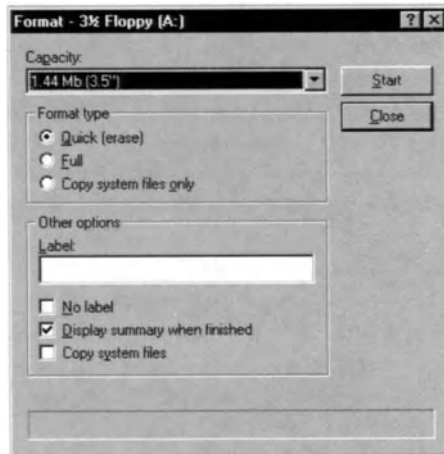 Format - 3½ Floppy (A:)
Capacity:
1.44 Mb (3.5")
Start
Format type
Close
Quick (erase)
Full
Copy system files only
Other options
Label:
No label
Display summary when finished
Copy system files